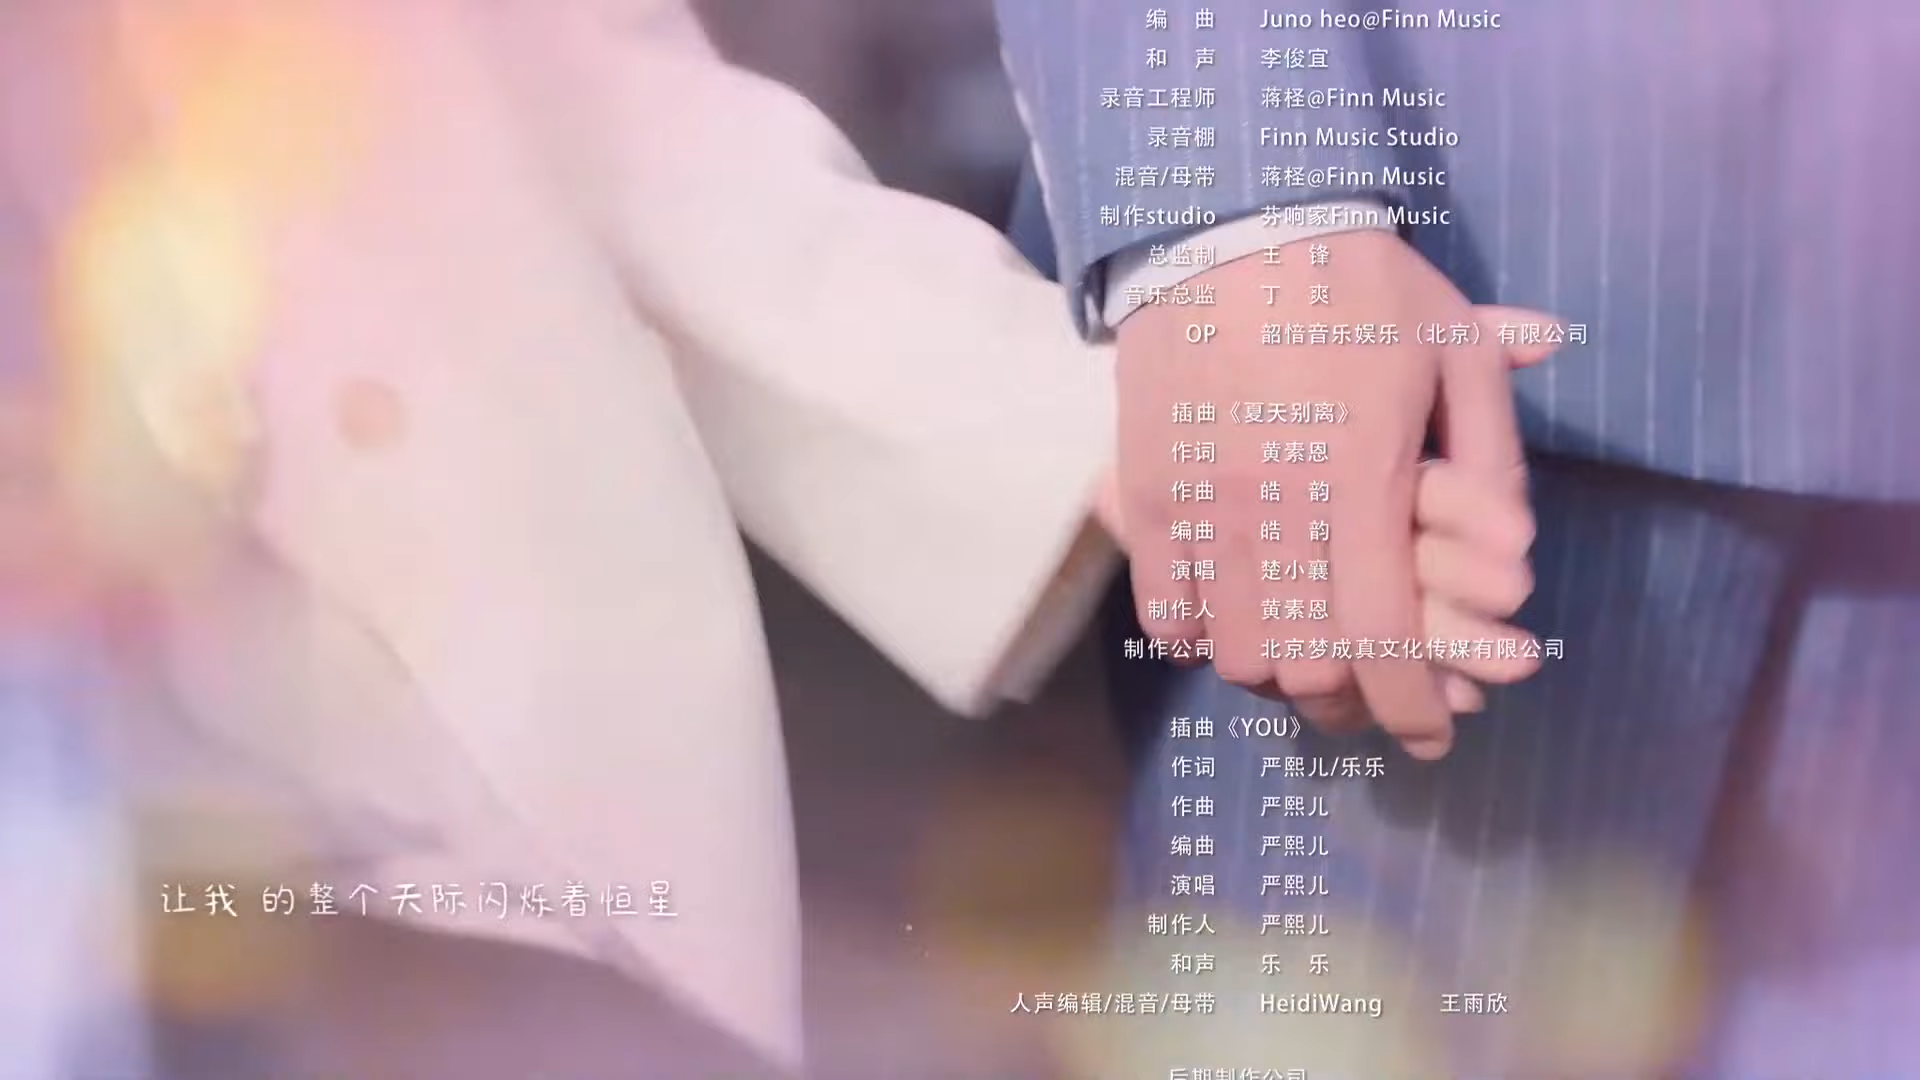 编 曲 Juno heo@Finn Music
和 声 李俊宜
录音工程师 蒋柽@Finn Music
录音棚 Finn Music Studio
混音/母带 蒋柽@Finn Music
制作studio 芬响家Finn Music
总监制 王 锋
音乐总监 丁 爽
OP 韶愔音乐娱乐（北京）有限公司
插曲《夏天别离》
作词 黄素恩
作曲 皓 韵
编曲 皓 韵
演唱 楚小襄
制作人 黄素恩
制作公司 北京梦成真文化传媒有限公司
插曲《YOU》
作词 严熙儿/乐乐
作曲 严熙儿
编曲 严熙儿
演唱 严熙儿
制作人 严熙儿
和声 乐 乐
人声编辑/混音/母带 HeidiWang 王雨欣
后期制作公司
让我 的整个天际闪烁着恒星